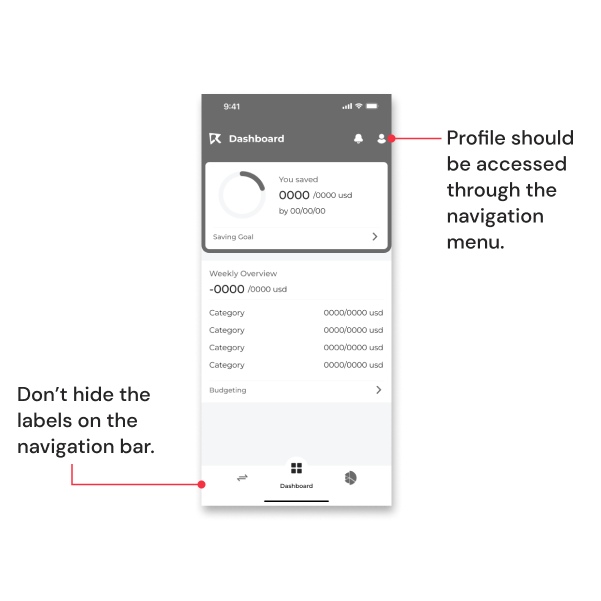 9:41
Dashboard
Profile should
be accessed
through the
navigation
menu.
You saved
0000 /0000 usd
by 00/00/00
Saving Goal
Weekly Overview
-0000 /0000 usd
Category 0000/0000 usd
Category 0000/0000 usd
Category 0000/0000 usd
Category 0000/0000 usd
Budgeting
Don’t hide the
labels on the
navigation bar.
Dashboard